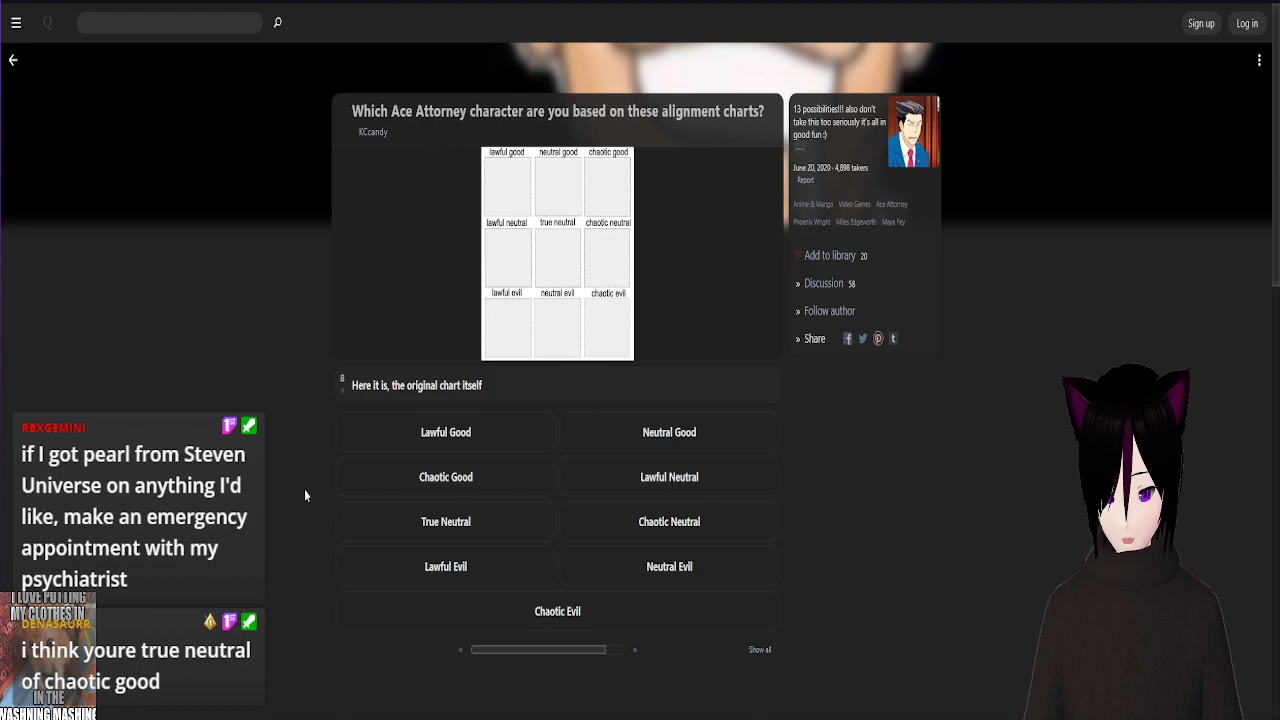 Q
Sign up
Log in
Which Ace Attorney character are you based on these alignment charts?
KCcandy
lawful good
neutral good
chaotic good
lawful neutral
true neutral
chaotic neutral
lawful evil
neutral evil
chaotic evil
13 possibilities!!! also don't
take this too seriously it's all in
good fun :)
...
June 20, 2020 · 4,898 takers
Report
Anime & Manga Video Games Ace Attorney
Phoenix Wright Miles Edgeworth Maya Fey
Add to library 20
» Discussion 58
» Follow author
» Share
8
Here it is, the original chart itself
Lawful Good
Neutral Good
Chaotic Good
Lawful Neutral
True Neutral
Chaotic Neutral
Lawful Evil
Neutral Evil
Chaotic Evil
«
»
Show all
RBXGEMINI
if I got pearl from Steven
Universe on anything I'd
like, make an emergency
appointment with my
psychiatrist
DENASAURR
i think youre true neutral
of chaotic good
I LOVE PUTTING
MY CLOTHES IN
IN THE
WASHNING MASHINE